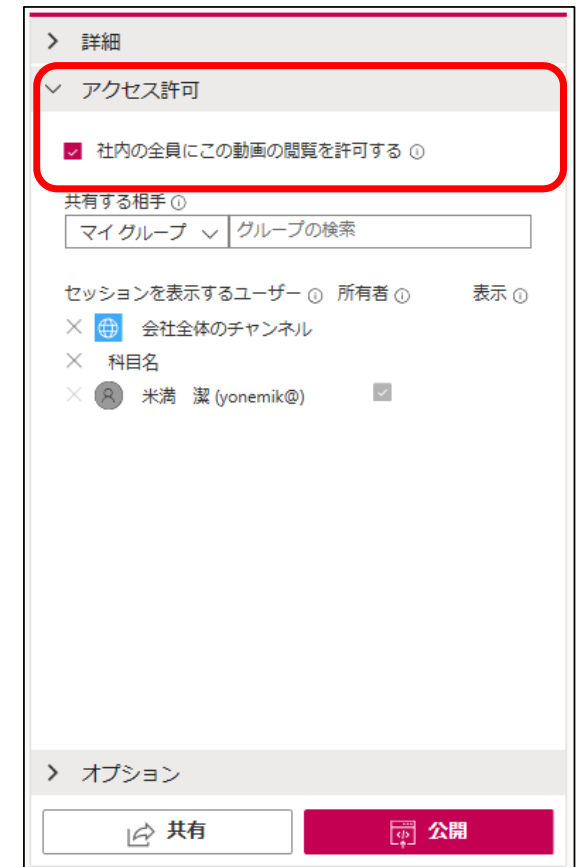 詳細
アクセス許可
社内の全員にこの動画の閲覧を許可する
共有する相手
マイ グループ グループの検索
セッションを表示するユーザー 所有者 表示
会社全体のチャンネル
科目名
米満 潔 (yonemik@)
オプション
共有 公開